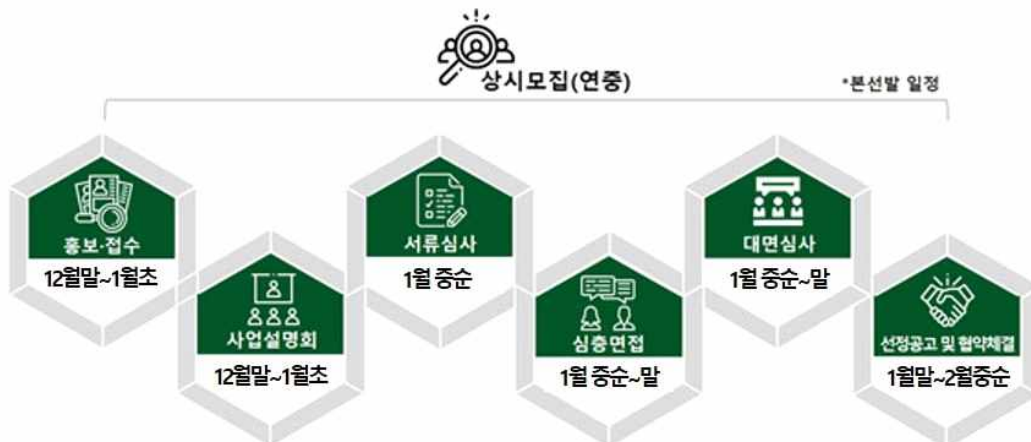 상시모집(연중)
*본선발 일정
홍보·접수
12월말~1월초
사업설명회
12월말~1월초
서류심사
1월 중순
심층면접
1월 중순~말
대면심사
1월 중순~말
선정공고 및 협약체결
1월말~2월중순